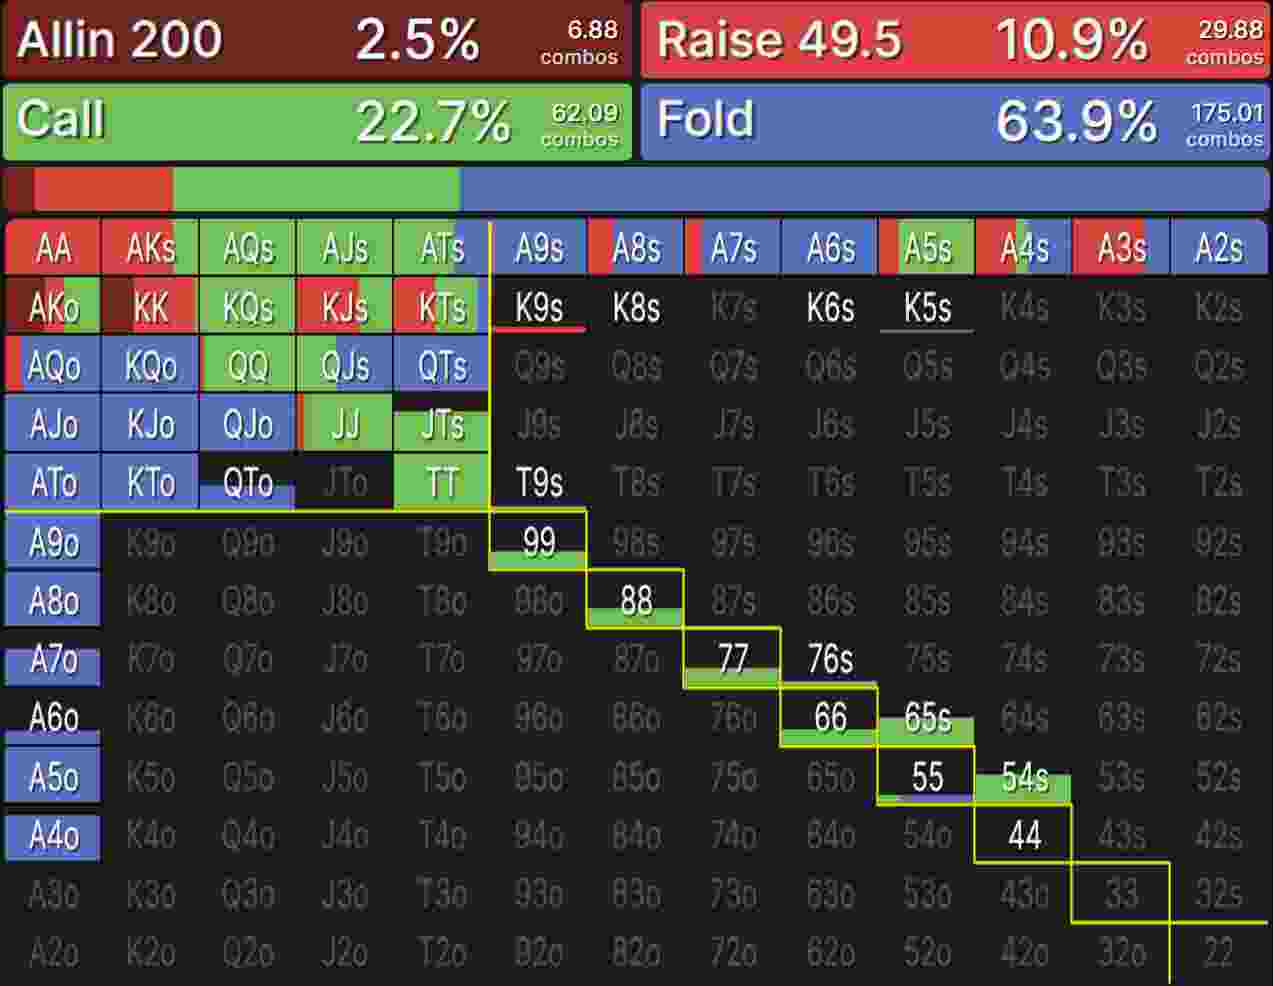 Allin 200 2.5% 6.88 combos
Raise 49.5 10.9% 29.88 combos
Call 22.7% 62.09 combos
Fold 63.9% 175.01 combos
AA AKs AQs AJs ATs A9s A8s A7s A6s A5s A4s A3s A2s
AKo KK KQs KJs KTs K9s K8s K7s K6s K5s K4s K3s K2s
AQo KQo QQ QJs QTs Q9s Q8s Q7s Q6s Q5s Q4s Q3s Q2s
AJo KJo QJo JJ JTs J9s J8s J7s J6s J5s J4s J3s J2s
ATo KTo QTo JTo TT T9s T8s T7s T6s T5s T4s T3s T2s
A9o K9o Q9o J9o T9o 99 98s 97s 96s 95s 94s 93s 92s
A8o K8o Q8o J8o T8o 98o 88 87s 86s 85s 84s 83s 82s
A7o K7o Q7o J7o T7o 97o 87o 77 76s 75s 74s 73s 72s
A6o K6o Q6o J6o T6o 96o 86o 76o 66 65s 64s 63s 62s
A5o K5o Q5o J5o T5o 95o 85o 75o 65o 55 54s 53s 52s
A4o K4o Q4o J4o T4o 94o 84o 74o 64o 54o 44 43s 42s
A3o K3o Q3o J3o T3o 93o 83o 73o 63o 53o 43o 33 32s
A2o K2o Q2o J2o T2o 92o 82o 72o 62o 52o 42o 32o 22